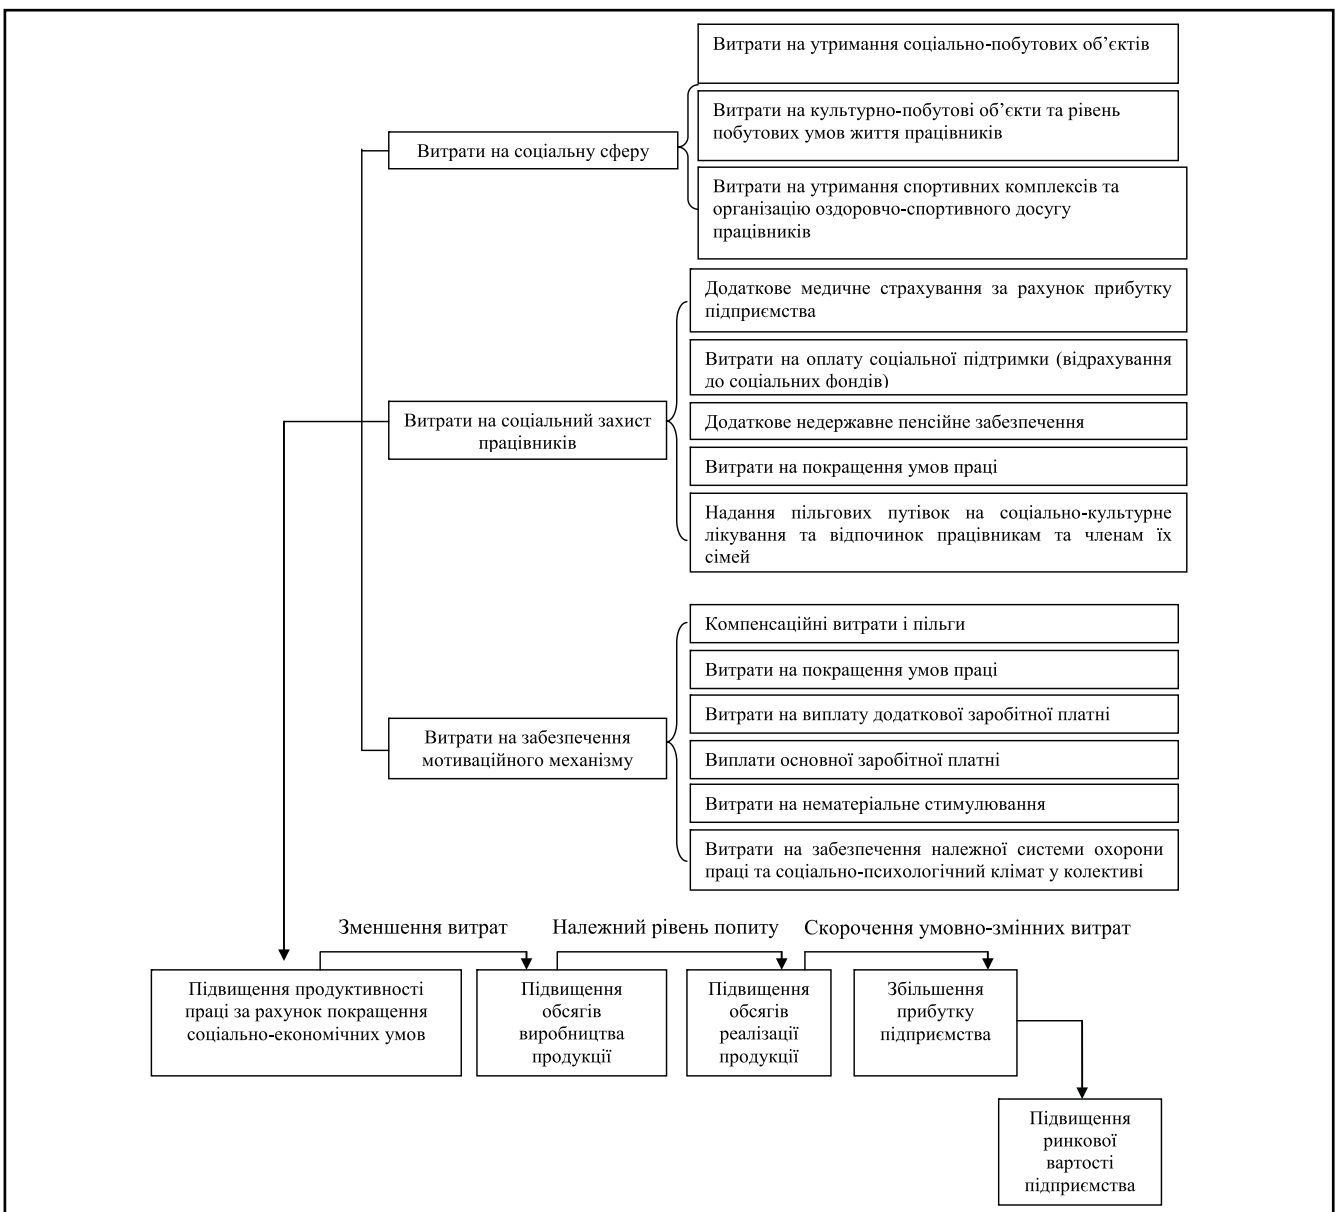 Витрати на утримання соціально-побутових об’єктів
Витрати на культурно-побутові об’єкти та рівень
побутових умов життя працівників
Витрати на соціальну сферу
Витрати на утримання спортивних комплексів та
організацію оздоровчо-спортивного досугу
працівників
Додаткове медичне страхування за рахунок прибутку
підприємства
Витрати на оплату соціальної підтримки (відрахування
до соціальних фондів)
Витрати на соціальний захист
працівників
Додаткове недержавне пенсійне забезпечення
Витрати на покращення умов праці
Надання пільгових путівок на соціально-культурне
лікування та відпочинок працівникам та членам їх
сімей
Компенсаційні витрати і пільги
Витрати на покращення умов праці
Витрати на виплату додаткової заробітної платні
Витрати на забезпечення
мотиваційного механізму
Виплати основної заробітної платні
Витрати на нематеріальне стимулювання
Витрати на забезпечення належної системи охорони
праці та соціально-психологічний клімат у колективі
Зменшення витрат
Належний рівень попиту
Скорочення умовно-змінних витрат
Підвищення продуктивності
праці за рахунок покращення
соціально-економічних умов
Підвищення
обсягів
виробництва
продукції
Підвищення
обсягів
реалізації
продукції
Збільшення
прибутку
підприємства
Підвищення
ринкової
вартості
підприємства